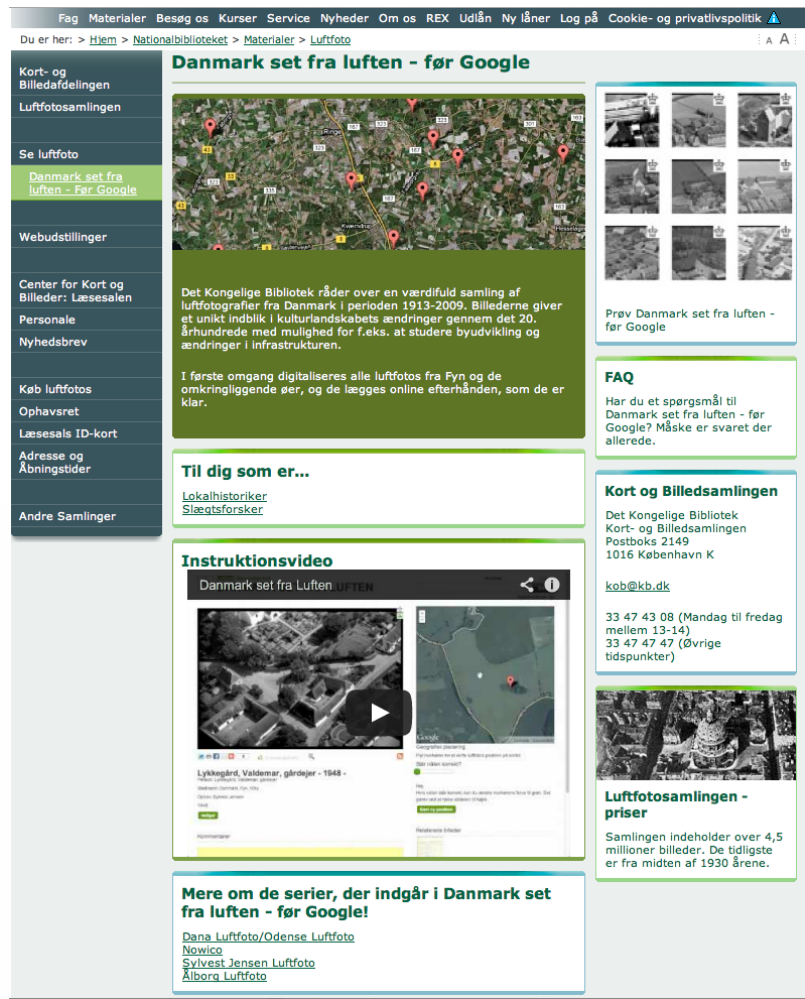 Fag Materialer Besøg os Kurser Service Nyheder Om os REX Udlån Ny låner Log på Cookie- og privatlivspolitik
Du er her: > Hjem > Nationalbiblioteket > Materialer > Luftfoto
A A
Kort- og
Billedafdelingen
Luftfotosamlingen
Se luftfoto
Danmark set fra
luften - Før Google
Webudstillinger
Center for Kort og
Billeder: Læsesalen
Personale
Nyhedsbrev
Køb luftfotos
Ophavsret
Læsesals ID-kort
Adresse og
Åbningstider
Andre Samlinger
Danmark set fra luften - før Google
Ringe
Kværndrup
Det Kongelige Bibliotek råder over en værdifuld samling af
luftfotografier fra Danmark i perioden 1913-2009. Billederne giver
et unikt indblik i kulturlandskabets ændringer gennem det 20.
århundrede med mulighed for f.eks. at studere byudvikling og
ændringer i infrastrukturen.
I første omgang digitaliseres alle luftfotos fra Fyn og de
omkringliggende øer, og de lægges online efterhånden, som de er
klar.
Til dig som er...
Lokalhistoriker
Slægtsforsker
Instruktionsvideo
Danmark set fra Luften
LUFTEN
Google
Geografisk placering
Lykkegård, Valdemar, gårdejer - 1948 -
Kommentarer
Relaterede billeder
Mere om de serier, der indgår i Danmark set
fra luften - før Google!
Dana Luftfoto/Odense Luftfoto
Nowico
Sylvest Jensen Luftfoto
Ålborg Luftfoto
Prøv Danmark set fra luften -
før Google
FAQ
Har du et spørgsmål til
Danmark set fra luften - før
Google? Måske er svaret der
allerede.
Kort og Billedsamlingen
Det Kongelige Bibliotek
Kort- og Billedsamlingen
Postboks 2149
1016 København K
kob@kb.dk
33 47 43 08 (Mandag til fredag
mellem 13-14)
33 47 47 47 (Øvrige
tidspunkter)
Luftfotosamlingen -
priser
Samlingen indeholder over 4,5
millioner billeder. De tidligste
er fra midten af 1930 årene.